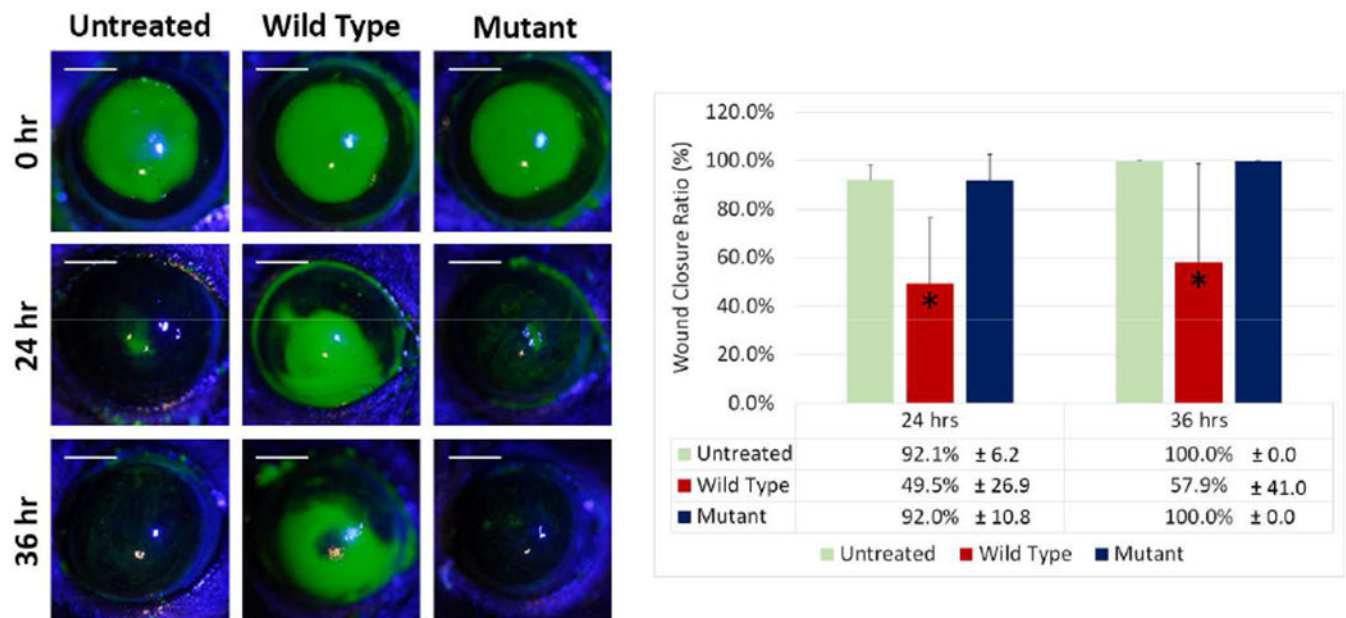 Untreated Wild Type Mutant
0 hr
24 hr
36 hr
Wound Closure Ratio (%)
120.0%
100.0%
80.0%
60.0%
40.0%
20.0%
0.0%
*
*
24 hrs 36 hrs
Untreated 92.1% ± 6.2 100.0% ± 0.0
Wild Type 49.5% ± 26.9 57.9% ± 41.0
Mutant 92.0% ± 10.8 100.0% ± 0.0
Untreated Wild Type Mutant